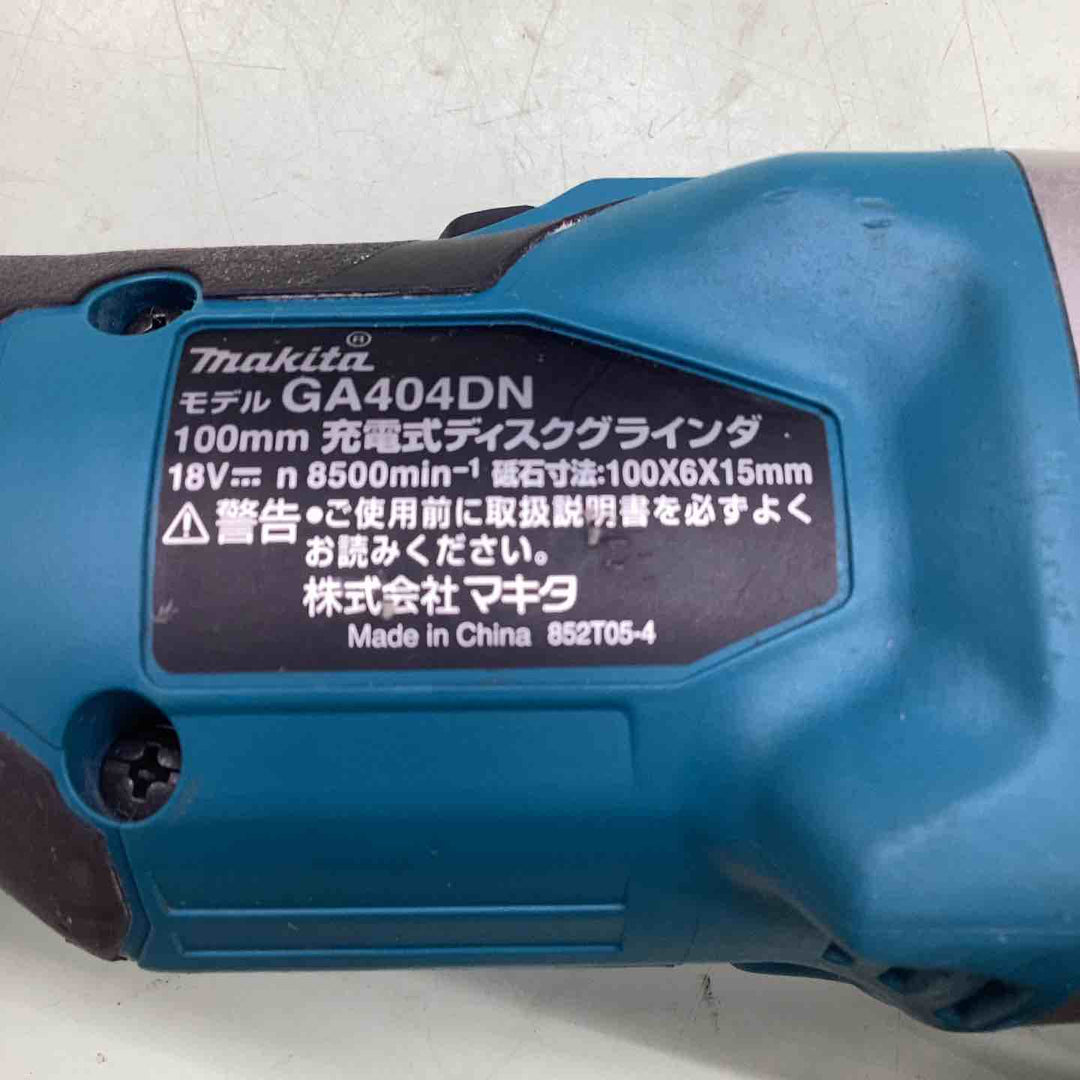 makita®
モデル GA404DN
100mm 充電式ディスクグラインダ
18V⎓ n 8500min⁻¹ 砥石寸法:100X6X15mm
⚠警告 ●ご使用前に取扱説明書を必ずよく
お読みください。
株式会社マキタ
Made in China 852T05-4